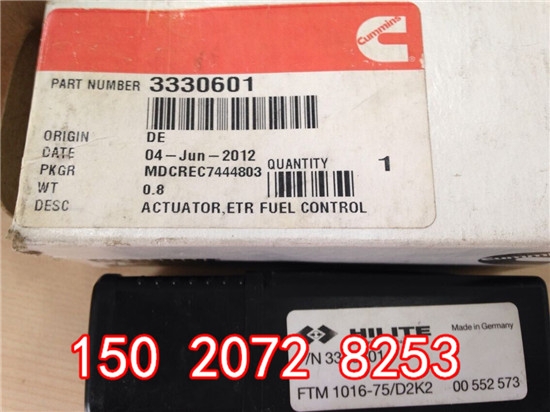 Cummins
PART NUMBER 3330601
ORIGIN DE
DATE 04-Jun-2012
PKGR MDCREC7444803 QUANTITY 1
WT 0.8
DESC ACTUATOR,ETR FUEL CONTROL
HILITE Made in Germany
150 2072 8253
FTM 1016-75/D2K2 00 552 573